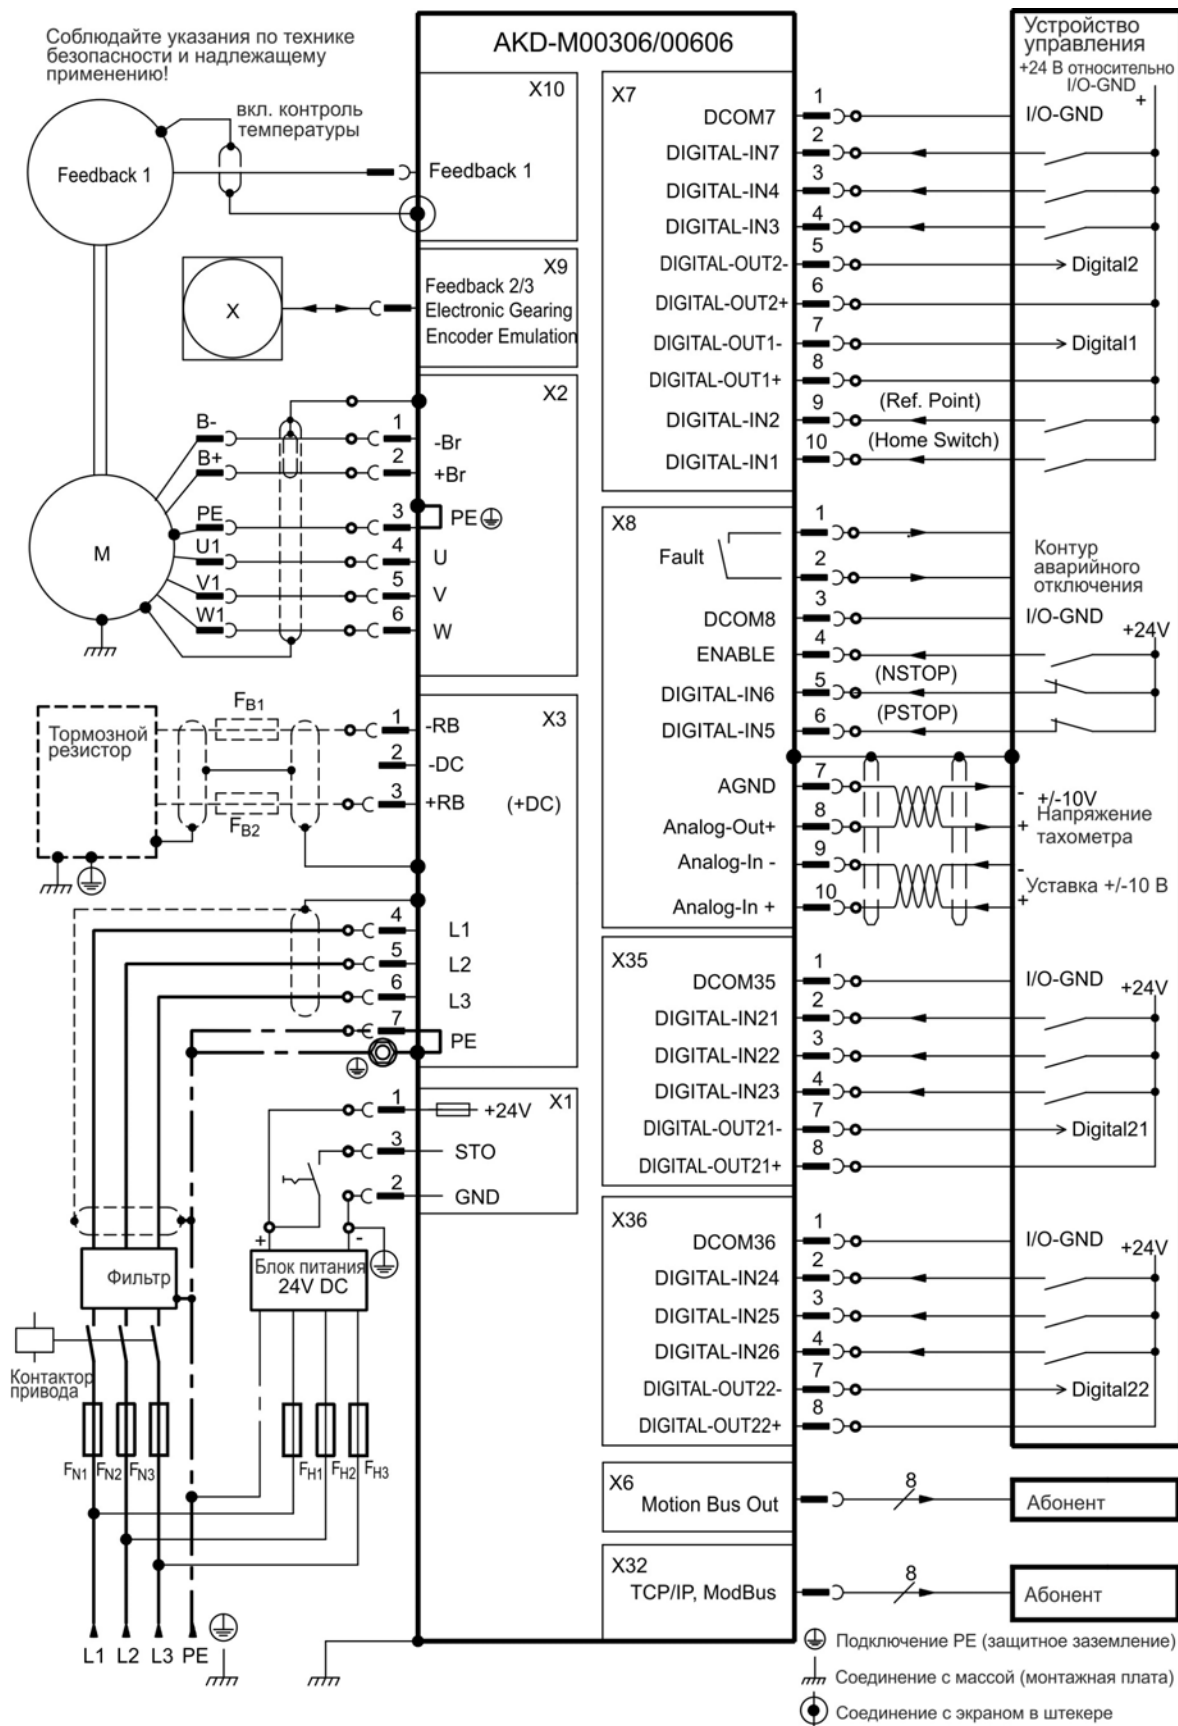 Соблюдайте указания по технике
безопасности и надлежащему
применению!
AKD-M00306/00606
Устройство
управления
+24 В относительно
I/O-GND
+
вкл. контроль
температуры
Feedback 1
X10
Feedback 1
X
X9
Feedback 2/3
Electronic Gearing
Encoder Emulation
X2
B- 1 -Br
B+ 2 +Br
PE 3 PE
U1 4 U
V1 5 V
W1 6 W
M
X3
Тормозной
резистор
FB1
FB2
1 -RB
2 -DC
3 +RB (+DC)
4 L1
5 L2
6 L3
7 PE
X1
1 +24V
3 STO
2 GND
+ -
Блок питания
24V DC
Фильтр
Контактор
привода
FN1 FN2 FN3
FH1 FH2 FH3
L1 L2 L3 PE
X7
DCOM7 1 I/O-GND
DIGITAL-IN7 2
DIGITAL-IN4 3
DIGITAL-IN3 4
DIGITAL-OUT2- 5 Digital2
DIGITAL-OUT2+ 6
DIGITAL-OUT1- 7 Digital1
DIGITAL-OUT1+ 8
DIGITAL-IN2 9 (Ref. Point)
DIGITAL-IN1 10 (Home Switch)
X8
Fault 1
2
Контур
аварийного
отключения
DCOM8 3 I/O-GND
+24V
ENABLE 4
DIGITAL-IN6 5 (NSTOP)
DIGITAL-IN5 6 (PSTOP)
AGND 7 -
+/-10V
Напряжение
тахометра
Analog-Out+ 8 +
Analog-In - 9 -
Уставка +/-10 В
Analog-In + 10 +
X35
DCOM35 1 I/O-GND
+24V
DIGITAL-IN21 2
DIGITAL-IN22 3
DIGITAL-IN23 4
DIGITAL-OUT21- 7 Digital21
DIGITAL-OUT21+ 8
X36
DCOM36 1 I/O-GND
+24V
DIGITAL-IN24 2
DIGITAL-IN25 3
DIGITAL-IN26 4
DIGITAL-OUT22- 7 Digital22
DIGITAL-OUT22+ 8
X6
Motion Bus Out 8 Абонент
X32
TCP/IP, ModBus 8 Абонент
Подключение PE (защитное заземление)
Соединение с массой (монтажная плата)
Соединение с экраном в штекере